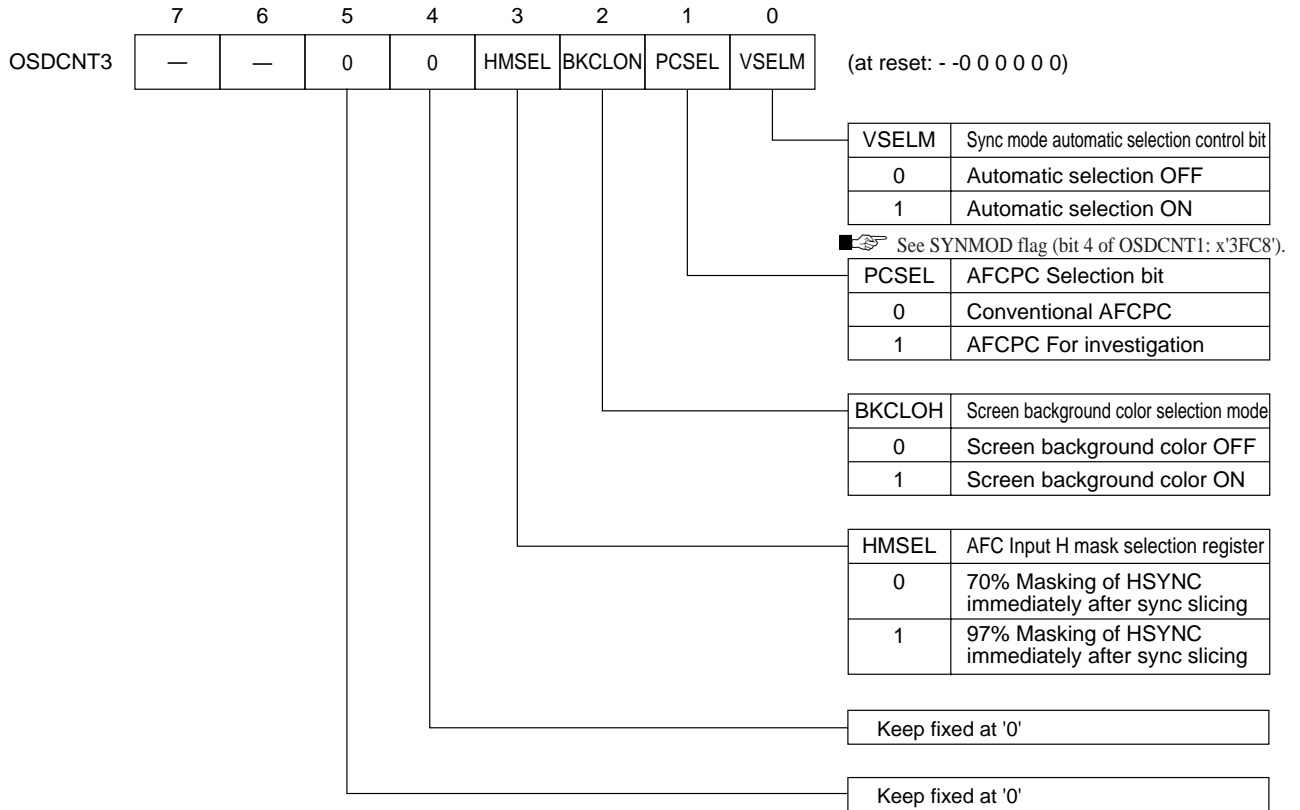 7 6 5 4 3 2 1 0
OSDCNT3 — — 0 0 HMSEL BKCLON PCSEL VSELM (at reset: - -0 0 0 0 0 0)
VSELM Sync mode automatic selection control bit
0 Automatic selection OFF
1 Automatic selection ON
See SYNMOD flag (bit 4 of OSDCNT1: x'3FC8').
PCSEL AFCPC Selection bit
0 Conventional AFCPC
1 AFCPC For investigation
BKCLOH Screen background color selection mode
0 Screen background color OFF
1 Screen background color ON
HMSEL AFC Input H mask selection register
0 70% Masking of HSYNC
immediately after sync slicing
1 97% Masking of HSYNC
immediately after sync slicing
Keep fixed at '0'
Keep fixed at '0'